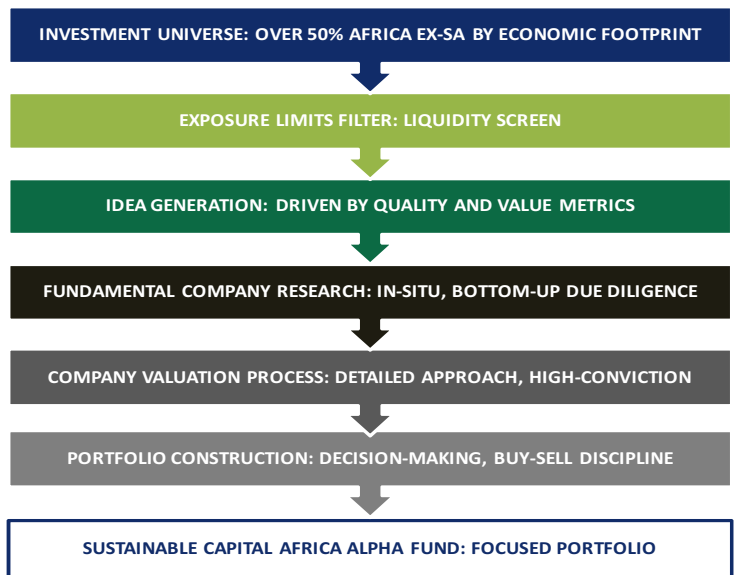 INVESTMENT UNIVERSE: OVER 50% AFRICA EX-SA BY ECONOMIC FOOTPRINT
EXPOSURE LIMITS FILTER: LIQUIDITY SCREEN
IDEA GENERATION: DRIVEN BY QUALITY AND VALUE METRICS
FUNDAMENTAL COMPANY RESEARCH: IN-SITU, BOTTOM-UP DUE DILIGENCE
COMPANY VALUATION PROCESS: DETAILED APPROACH, HIGH-CONVICTION
PORTFOLIO CONSTRUCTION: DECISION-MAKING, BUY-SELL DISCIPLINE
SUSTAINABLE CAPITAL AFRICA ALPHA FUND: FOCUSED PORTFOLIO